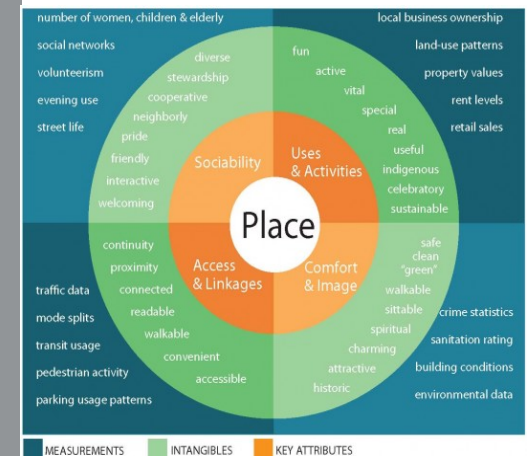 number of women, children & elderly
social networks
volunteerism
evening use
street life
local business ownership
land-use patterns
property values
rent levels
retail sales
diverse
stewardship
cooperative
neighborly
pride
friendly
interactive
welcoming
fun
active
vital
special
real
useful
indigenous
celebratory
sustainable
Sociability
Uses
& Activities
Place
Access
& Linkages
Comfort
& Image
continuity
proximity
connected
readable
walkable
convenient
accessible
safe
clean
"green"
walkable
sittable
spiritual
charming
attractive
historic
traffic data
mode splits
transit usage
pedestrian activity
parking usage patterns
crime statistics
sanitation rating
building conditions
environmental data
MEASUREMENTS
INTANGIBLES
KEY ATTRIBUTES